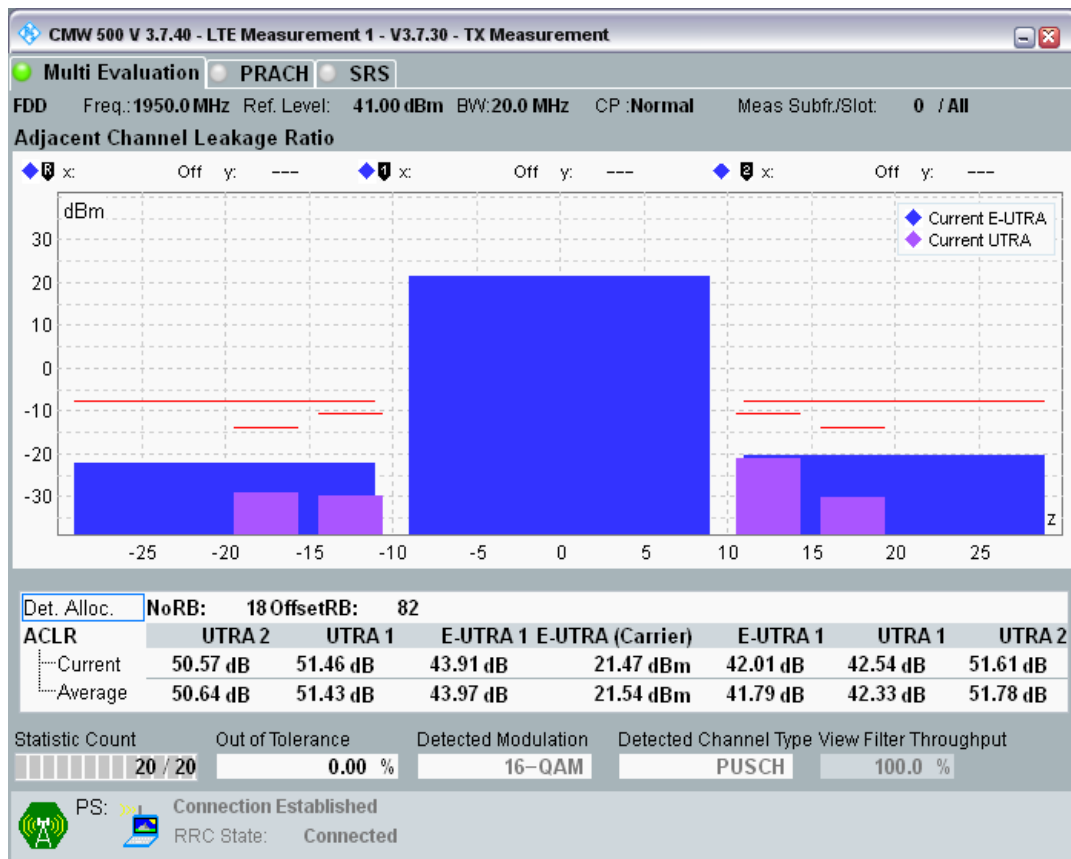 CMW 500 V 3.7.40 - LTE Measurement 1 - V3.7.30 - TX Measurement
Multi Evaluation PRACH SRS
FDD Freq.:1950.0 MHz Ref. Level: 41.00 dBm BW:20.0 MHz CP :Normal Meas Subfr./Slot: 0 / All
Adjacent Channel Leakage Ratio
R x: Off y: --- 1 x: Off y: --- 2 x: Off y: ---
dBm
Current E-UTRA
Current UTRA
30
20
10
0
-10
-20
-30
z
-25 -20 -15 -10 -5 0 5 10 15 20 25
Det. Alloc. NoRB: 18 OffsetRB: 82
ACLR UTRA 2 UTRA 1 E-UTRA 1 E-UTRA (Carrier) E-UTRA 1 UTRA 1 UTRA 2
Current 50.57 dB 51.46 dB 43.91 dB 21.47 dBm 42.01 dB 42.54 dB 51.61 dB
Average 50.64 dB 51.43 dB 43.97 dB 21.54 dBm 41.79 dB 42.33 dB 51.78 dB
Statistic Count Out of Tolerance Detected Modulation Detected Channel Type View Filter Throughput
20 / 20 0.00 % 16-QAM PUSCH 100.0 %
PS: Connection Established
RRC State: Connected